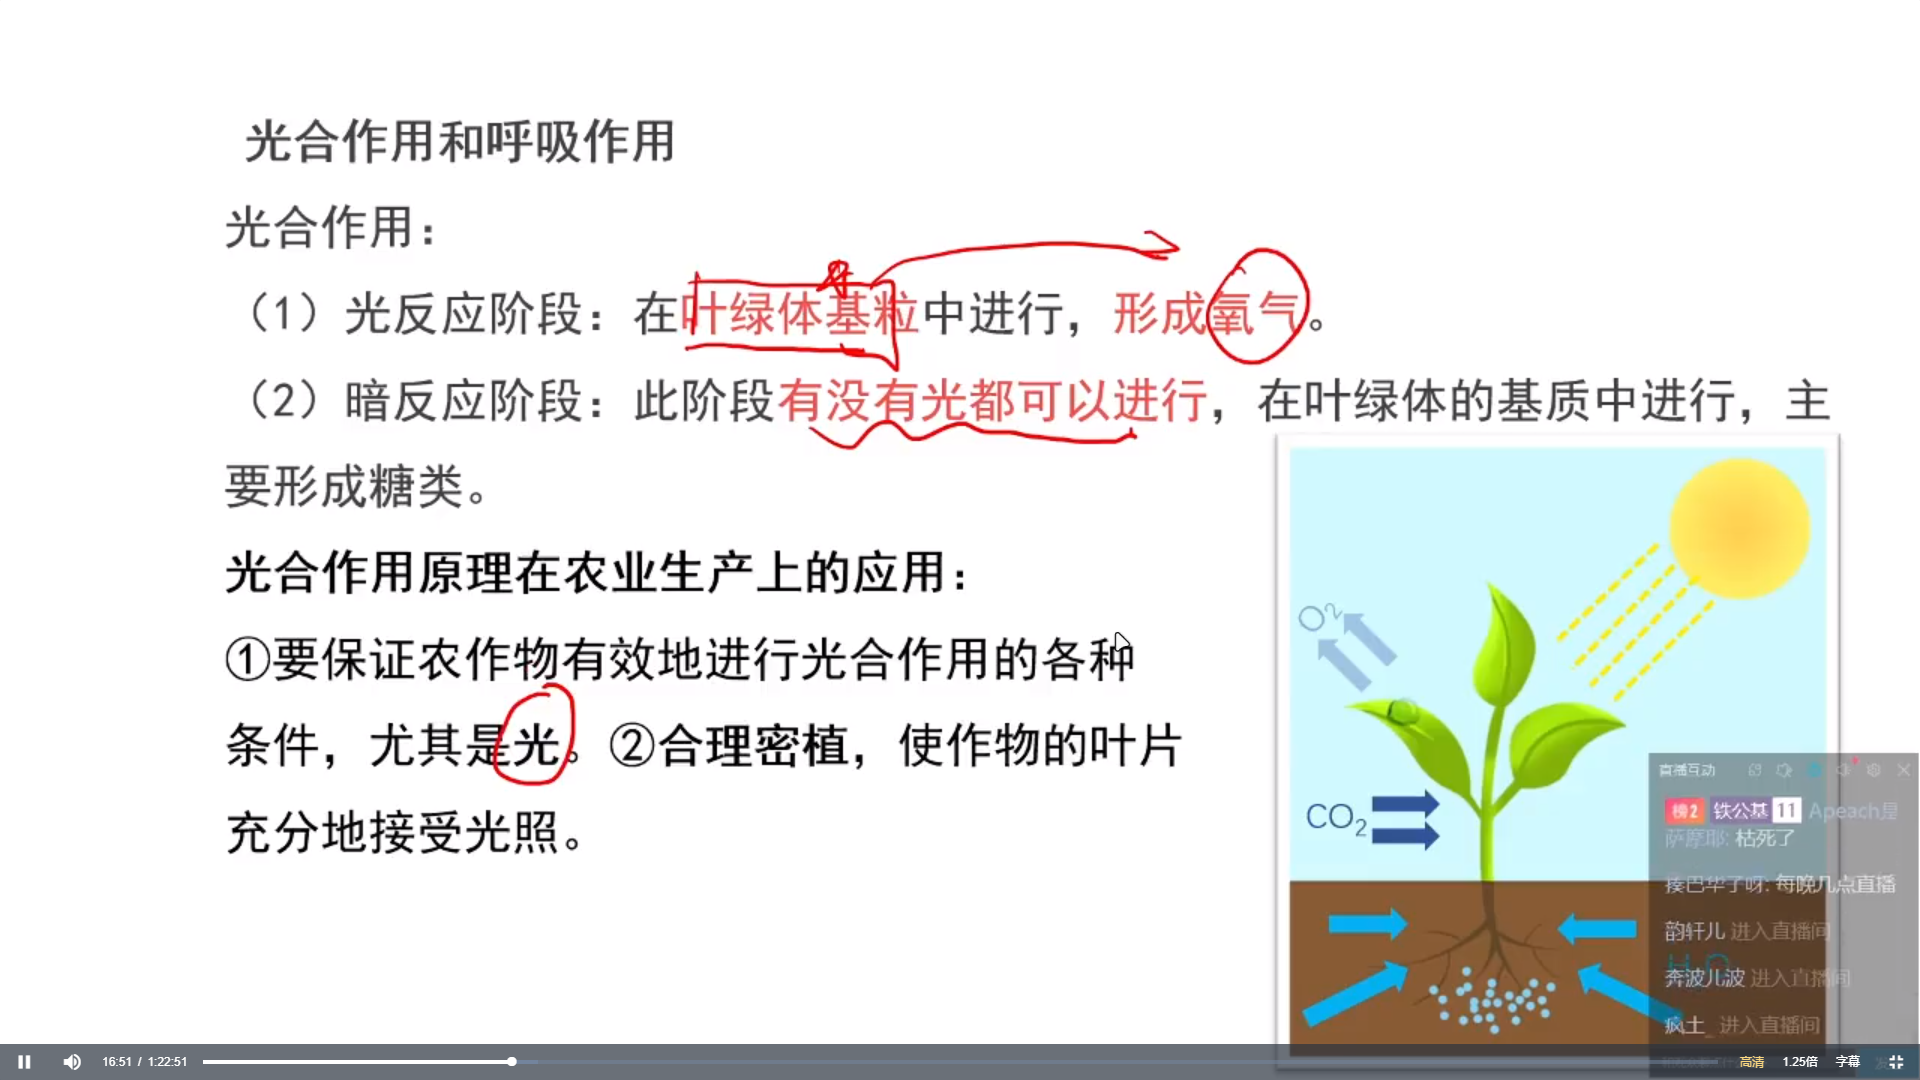 光合作用和呼吸作用
光合作用：
（1）光反应阶段：在叶绿体基粒中进行，形成氧气。
（2）暗反应阶段：此阶段有没有光都可以进行，在叶绿体的基质中进行，主
要形成糖类。
光合作用原理在农业生产上的应用：
①要保证农作物有效地进行光合作用的各种
条件，尤其是光。②合理密植，使作物的叶片
充分地接受光照。
O2
CO2
直播互动
榜2 铁公基 11 Apeach是
萨摩耶: 枯死了
揍巴华子呀: 每晚几点直播
韵轩儿 进入直播间
奔波儿波 进入直播间
疯土_ 进入直播间
16:51 / 1:22:51
高清 1.25倍 字幕